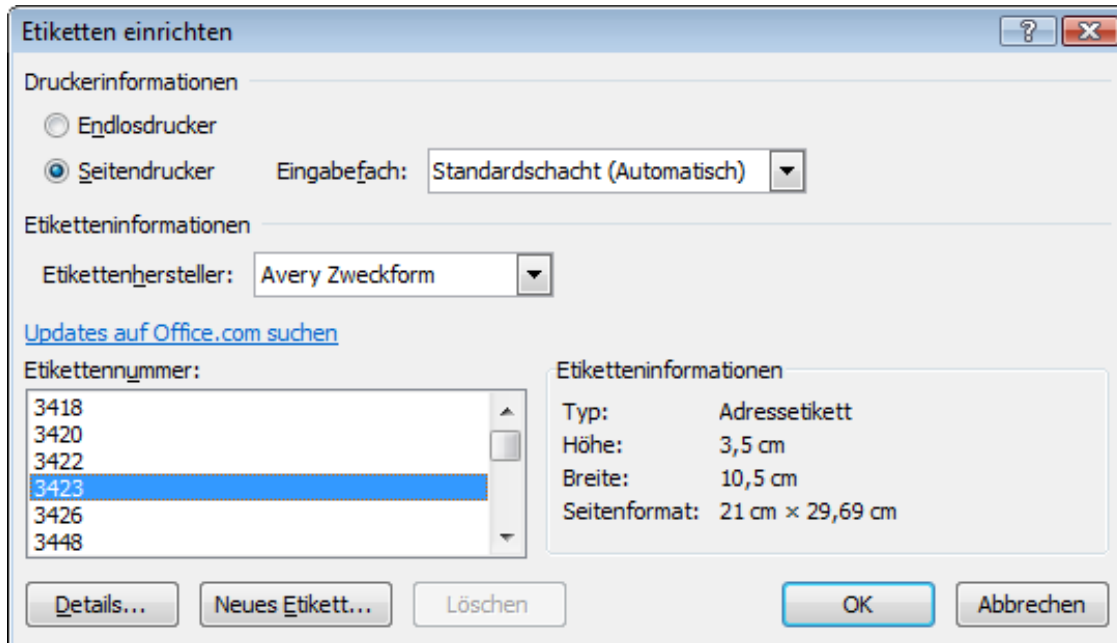 Etiketten einrichten
Druckerinformationen
Endlosdrucker
Seitendrucker Eingabefach: Standardschacht (Automatisch)
Etiketteninformationen
Etikettenhersteller: Avery Zweckform
Updates auf Office.com suchen
Etikettennummer:
3418
3420
3422
3423
3426
3448
Etiketteninformationen
Typ: Adressetikett
Höhe: 3,5 cm
Breite: 10,5 cm
Seitenformat: 21 cm × 29,69 cm
Details... Neues Etikett... Löschen OK Abbrechen